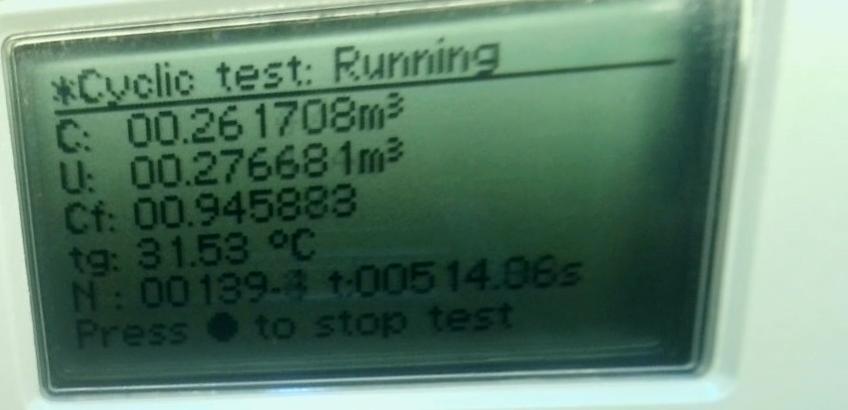 *Cyclic test: Running
C: 00.261708m³
U: 00.276681m³
Cf: 00.945883
tg: 31.53 °C
N : t:00514.86s
Press ● to stop test